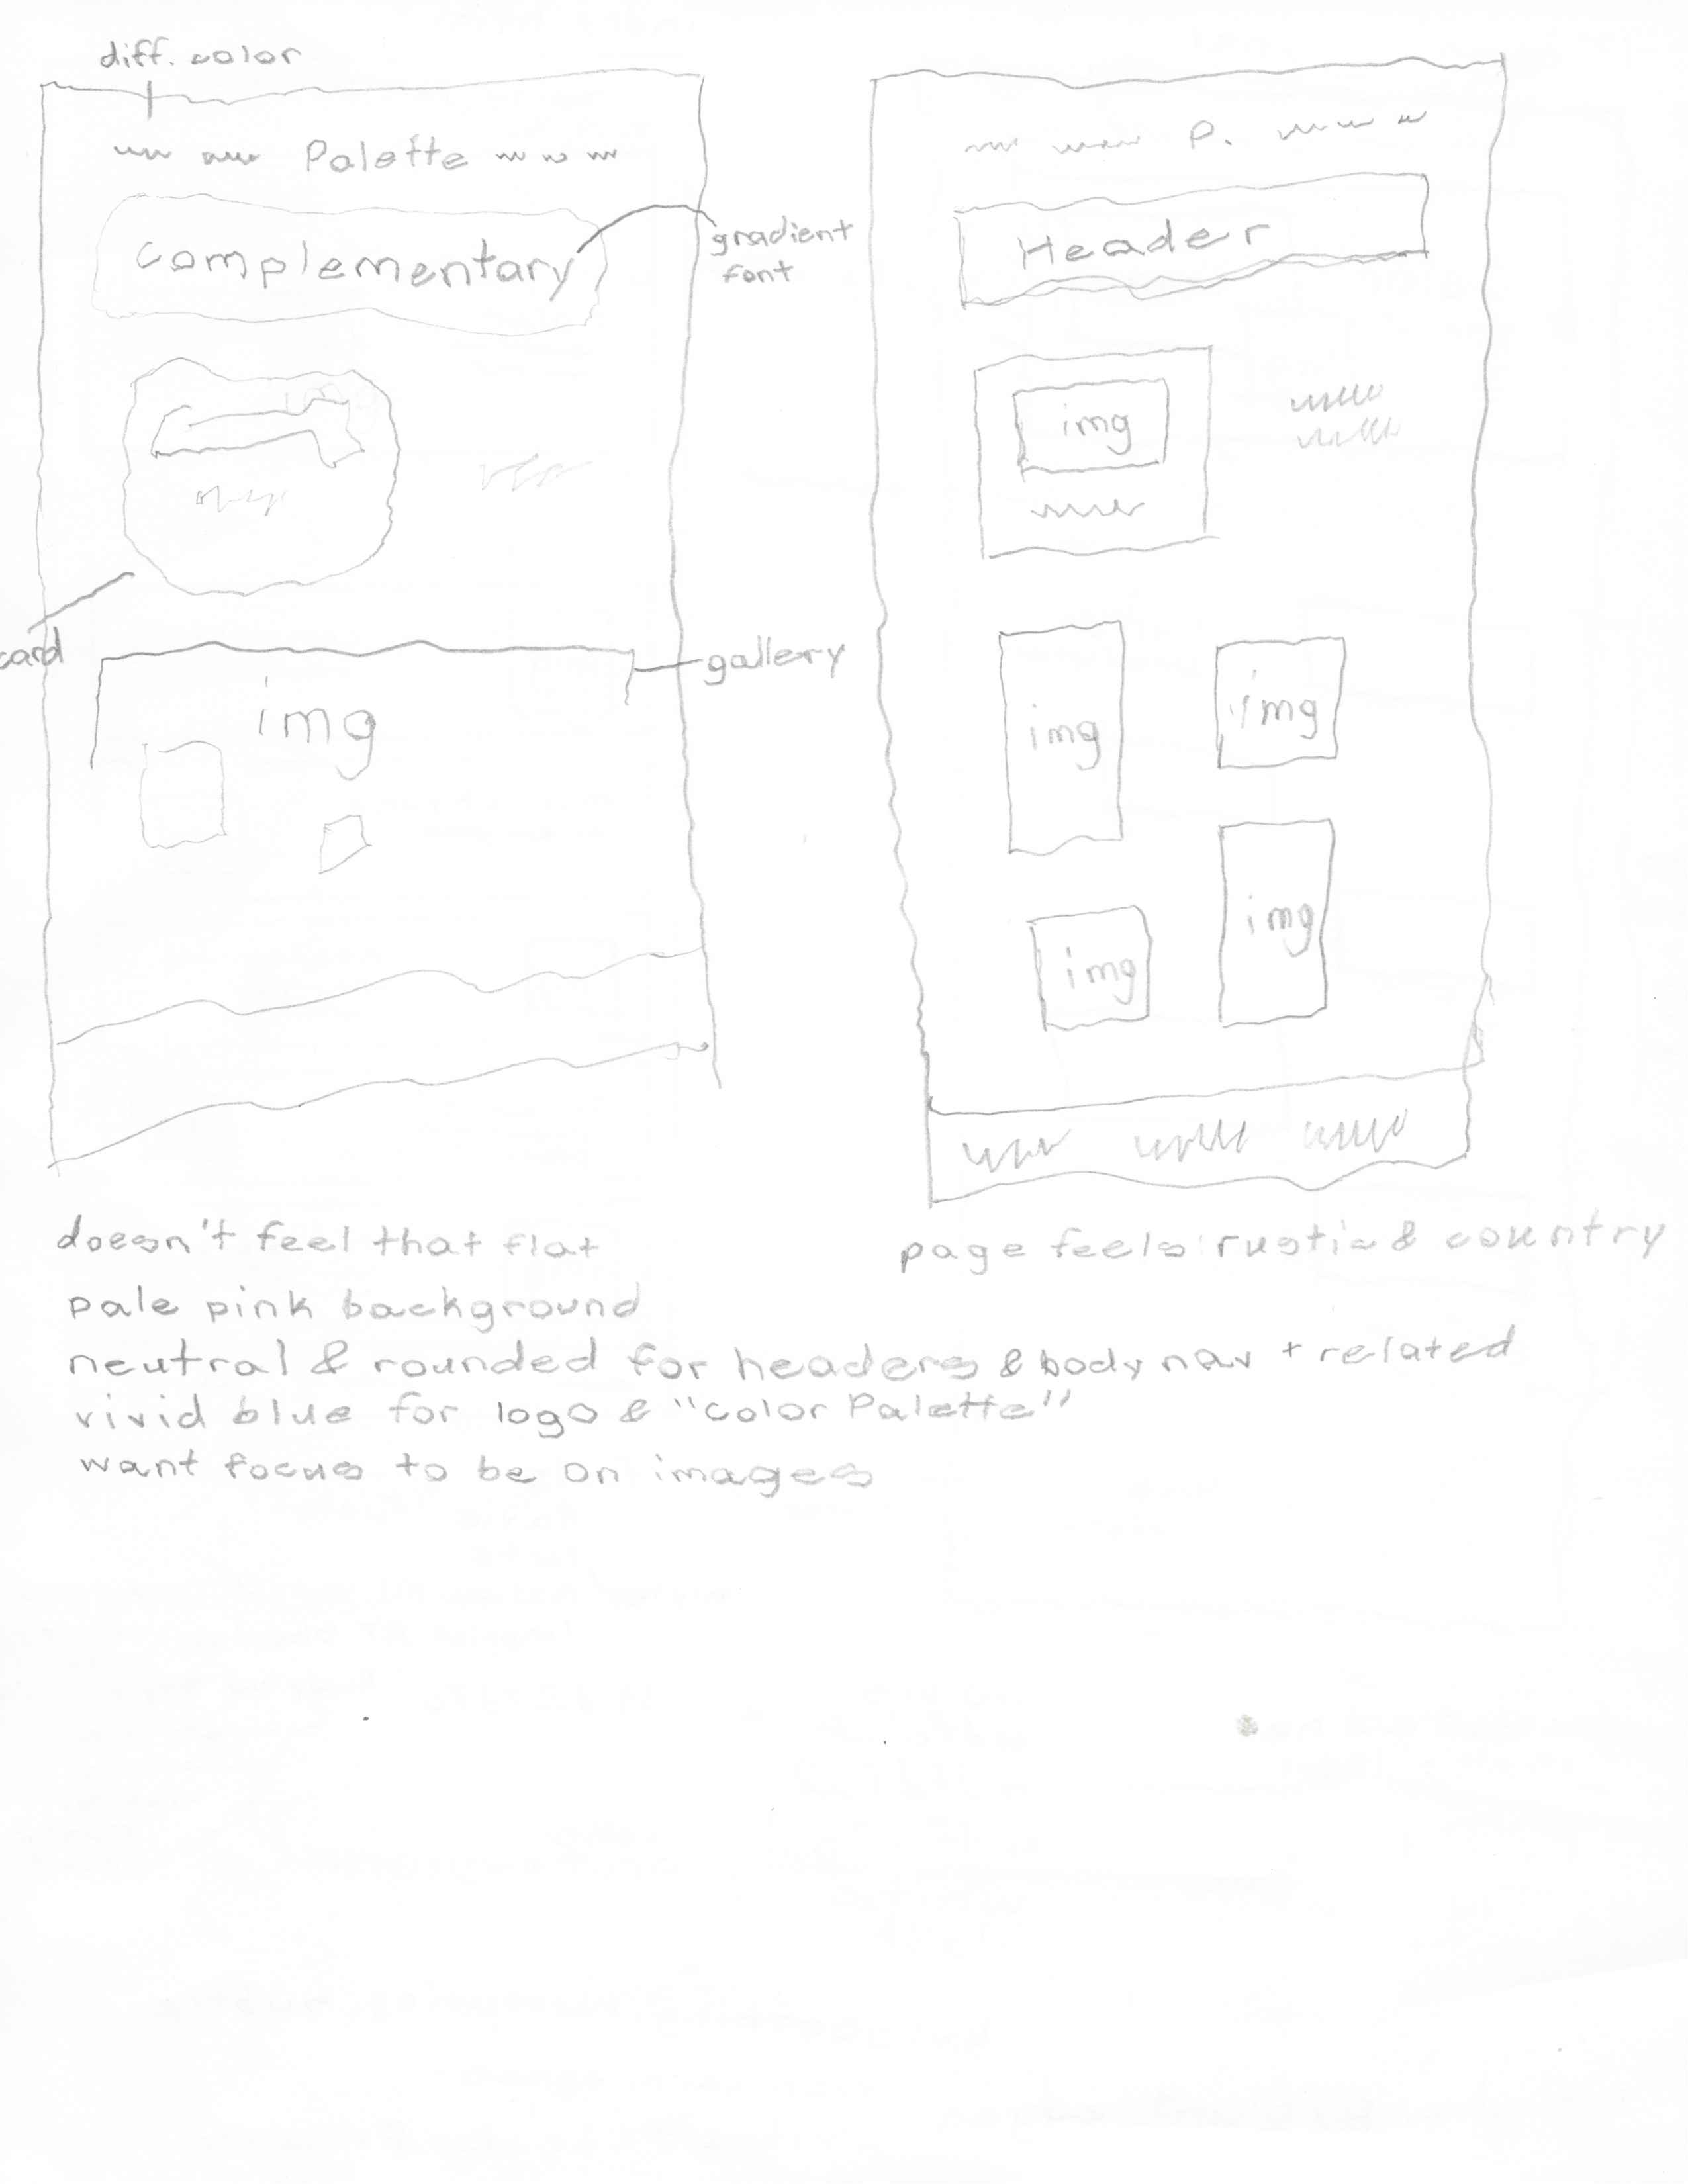 diff. color
Palette
Complementary
gradient
font
card
gallery
img
P.
Header
img
img
img
img
img
doesn't feel that flat
pale pink background
neutral & rounded for headers & body nav + related
vivid blue for logo & "Color Palette"
want focus to be on images
page feels rustic & country